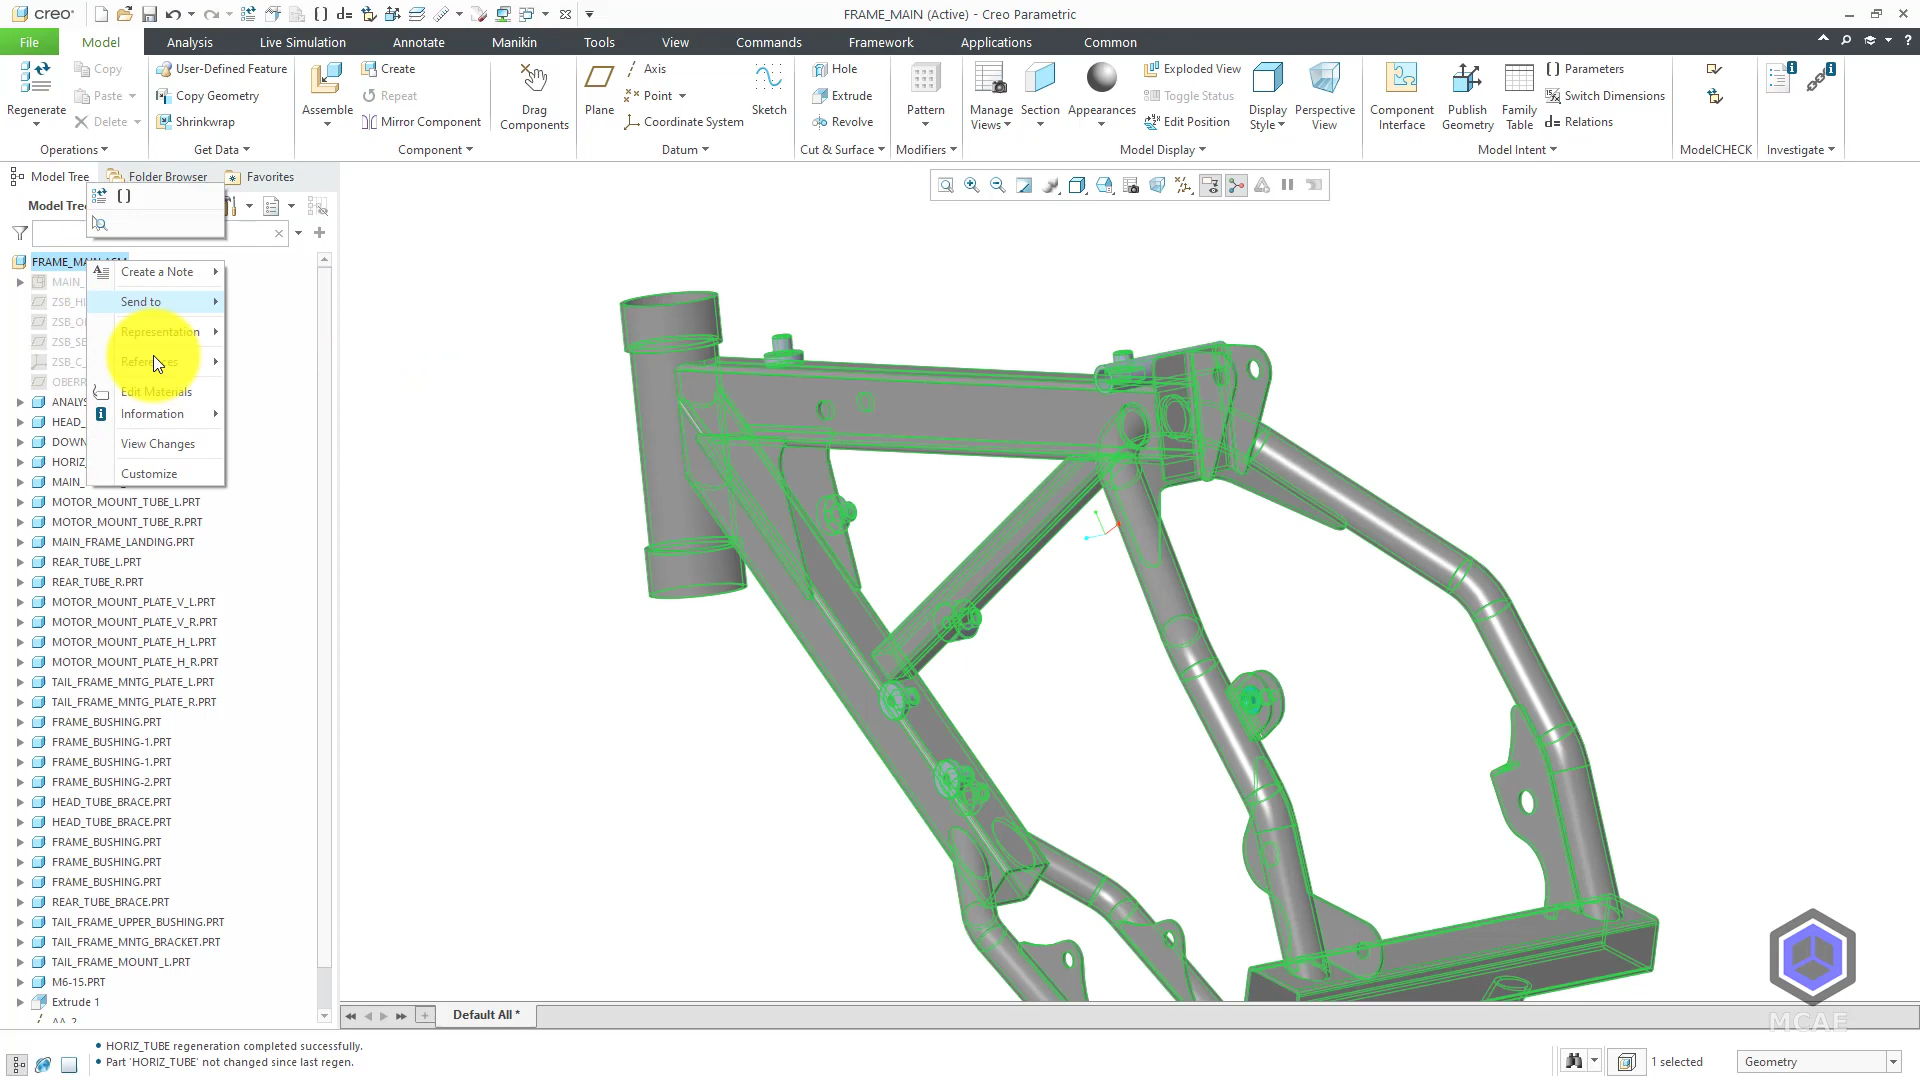 creo
FRAME_MAIN (Active) - Creo Parametric
File
Model
Analysis
Live Simulation
Annotate
Manikin
Tools
View
Commands
Framework
Applications
Common
Regenerate
Copy
Paste
Delete
Operations
User-Defined Feature
Copy Geometry
Shrinkwrap
Get Data
Assemble
Create
Repeat
Mirror Component
Component
Drag Components
Plane
Axis
Point
Coordinate System
Sketch
Datum
Hole
Extrude
Revolve
Cut & Surface
Pattern
Modifiers
Manage Views
Section
Appearances
Exploded View
Toggle Status
Edit Position
Display Style
Perspective View
Model Display
Component Interface
Publish Geometry
Family Table
Parameters
Switch Dimensions
d= Relations
Model Intent
ModelCHECK
Investigate
Model Tree
Folder Browser
Favorites
Model Tree
FRAME_MAIN.ASM
MAIN_
ZSB_HI
ZSB_O
ZSB_SE
ZSB_C_
OBERR
ANALYS
HEAD_
DOWN
HORIZ_
MAIN_
Create a Note
Send to
Representation
References
Edit Materials
Information
View Changes
Customize
MOTOR_MOUNT_TUBE_L.PRT
MOTOR_MOUNT_TUBE_R.PRT
MAIN_FRAME_LANDING.PRT
REAR_TUBE_L.PRT
REAR_TUBE_R.PRT
MOTOR_MOUNT_PLATE_V_L.PRT
MOTOR_MOUNT_PLATE_V_R.PRT
MOTOR_MOUNT_PLATE_H_L.PRT
MOTOR_MOUNT_PLATE_H_R.PRT
TAIL_FRAME_MNTG_PLATE_L.PRT
TAIL_FRAME_MNTG_PLATE_R.PRT
FRAME_BUSHING.PRT
FRAME_BUSHING-1.PRT
FRAME_BUSHING-1.PRT
FRAME_BUSHING-2.PRT
HEAD_TUBE_BRACE.PRT
HEAD_TUBE_BRACE.PRT
FRAME_BUSHING.PRT
FRAME_BUSHING.PRT
FRAME_BUSHING.PRT
REAR_TUBE_BRACE.PRT
TAIL_FRAME_UPPER_BUSHING.PRT
TAIL_FRAME_MNTG_BRACKET.PRT
TAIL_FRAME_MOUNT_L.PRT
M6-15.PRT
Extrude 1
AA_2
Default All *
MCAE
• HORIZ_TUBE regeneration completed successfully.
• Part 'HORIZ_TUBE' not changed since last regen.
1 selected
Geometry